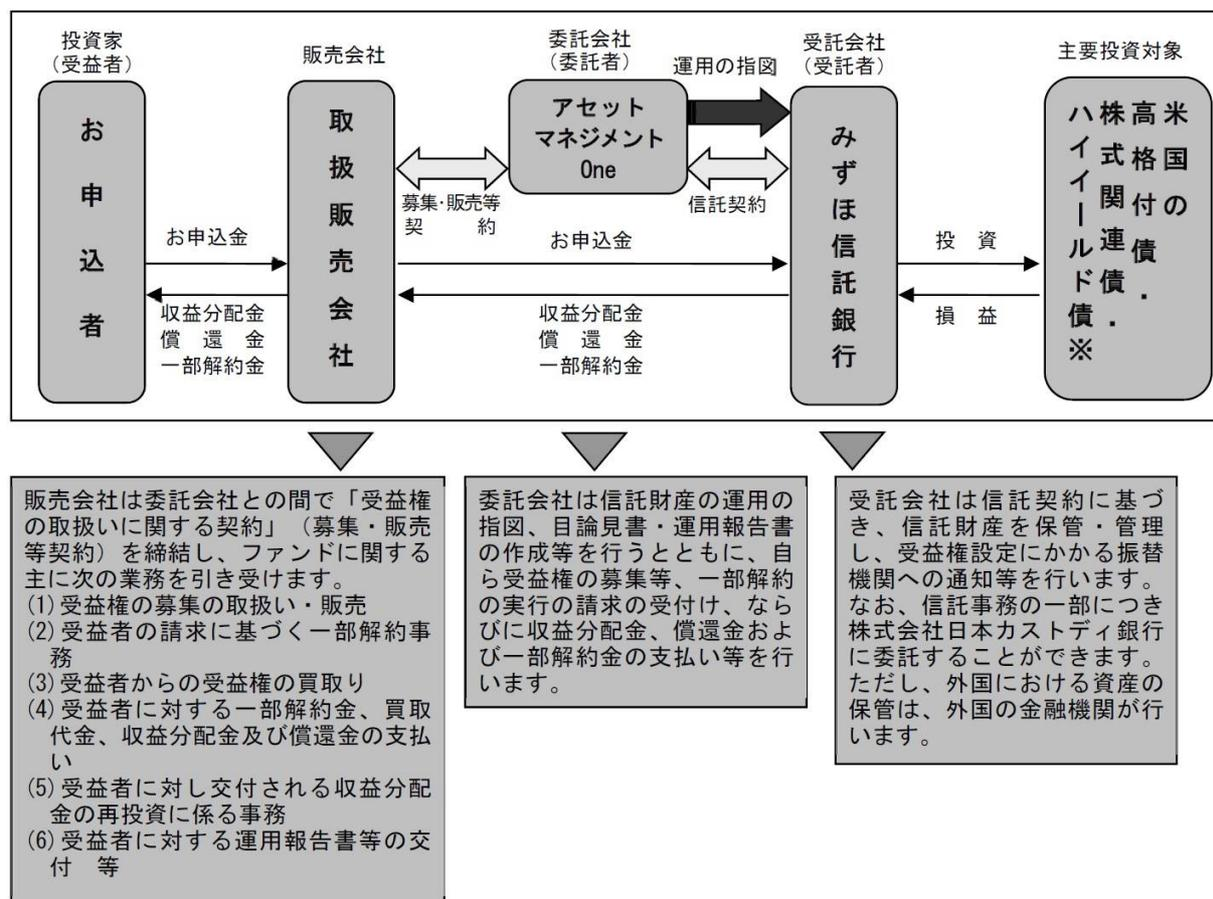 投資家
（受益者）
お申込者
販売会社
取扱販売会社
委託会社
（委託者）
アセット
マネジメント
One
運用の指図
受託会社
（受託者）
みずほ信託銀行
主要投資対象
米国の
高格付債・
株式関連債・
ハイイールド債※
募集・販売等
契　　約
信託契約
お申込金
収益分配金
償　還　金
一部解約金
お申込金
収益分配金
償　還　金
一部解約金
投　資
損　益
販売会社は委託会社との間で「受益権
の取扱いに関する契約」（募集・販売
等契約）を締結し、ファンドに関する
主に次の業務を引き受けます。
(1)受益権の募集の取扱い・販売
(2)受益者の請求に基づく一部解約事
務
(3)受益者からの受益権の買取り
(4)受益者に対する一部解約金、買取
代金、収益分配金及び償還金の支払
い
(5)受益者に対し交付される収益分配
金の再投資に係る事務
(6)受益者に対する運用報告書等の交
付　等
委託会社は信託財産の運用の
指図、目論見書・運用報告書
の作成等を行うとともに、自
ら受益権の募集等、一部解約
の実行の請求の受付け、なら
びに収益分配金、償還金およ
び一部解約金の支払い等を行
います。
受託会社は信託契約に基づ
き、信託財産を保管・管理
し、受益権設定にかかる振替
機関への通知等を行います。
なお、信託事務の一部につき
株式会社日本カストディ銀行
に委託することができます。
ただし、外国における資産の
保管は、外国の金融機関が行
います。